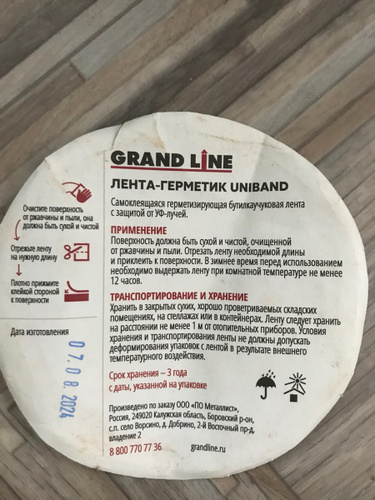 GRAND LINE
ЛЕНТА-ГЕРМЕТИК UNIBAND
Самоклеящаяся герметизирующая бутилкаучуковая лента
с защитой от УФ-лучей.
ПРИМЕНЕНИЕ
Поверхность должна быть сухой и чистой, очищенной
от ржавчины и пыли. Отрезать ленту необходимой длины
и приклеить к поверхности. В зимнее время перед использованием
необходимо выдержать ленту при комнатной температуре не менее
12 часов.
ТРАНСПОРТИРОВАНИЕ И ХРАНЕНИЕ
Хранить в закрытых сухих, хорошо проветриваемых складских
помещениях, на стеллажах или в контейнерах. Ленту следует хранить
на расстоянии не менее 1 м от отопительных приборов. Условия
хранения и транспортирования ленты не должны допускать
деформирования упаковок с лентой в результате внешнего
температурного воздействия.
Срок хранения – 3 года
с даты, указанной на упаковке
Произведено по заказу ООО «ПО Металлист»,
Россия, 249020 Калужская область, Боровский р-он,
с.п. село Ворсино, д. Добрино, 2-й Восточный пр-д,
владение 2
8 800 770 77 36
grandline.ru
Очистите поверхность
от ржавчины и пыли, она
должна быть сухой и чистой
Отрежьте ленту
на нужную длину
Плотно прижмите
клейкой стороной
к поверхности
Дата изготовления
07.08.2024